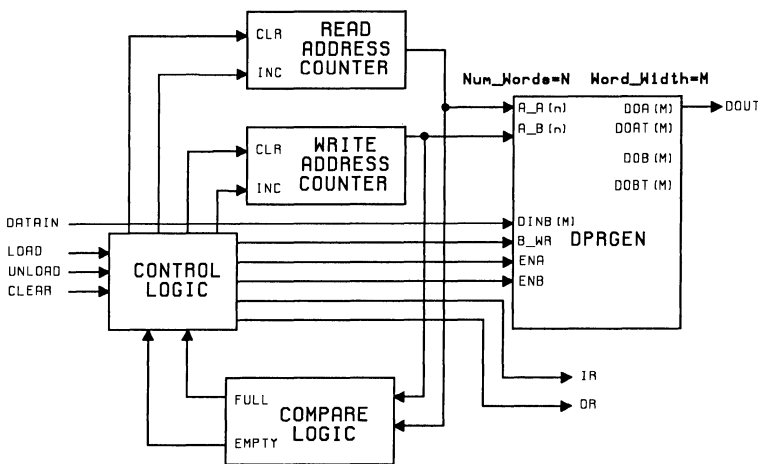 CLR
READ
ADDRESS
COUNTER
INC
Num_Words=N Word_Width=M
A_A(n)
DOA(M)
DOUT
A_B(n)
DOAT(M)
CLR
WRITE
ADDRESS
COUNTER
INC
DOB(M)
DOBT(M)
DATAIN
DINB(M)
LOAD
B_WR
DPRGEN
UNLOAD
CONTROL
LOGIC
ENA
CLEAR
ENB
IR
FULL
COMPARE
LOGIC
OR
EMPTY